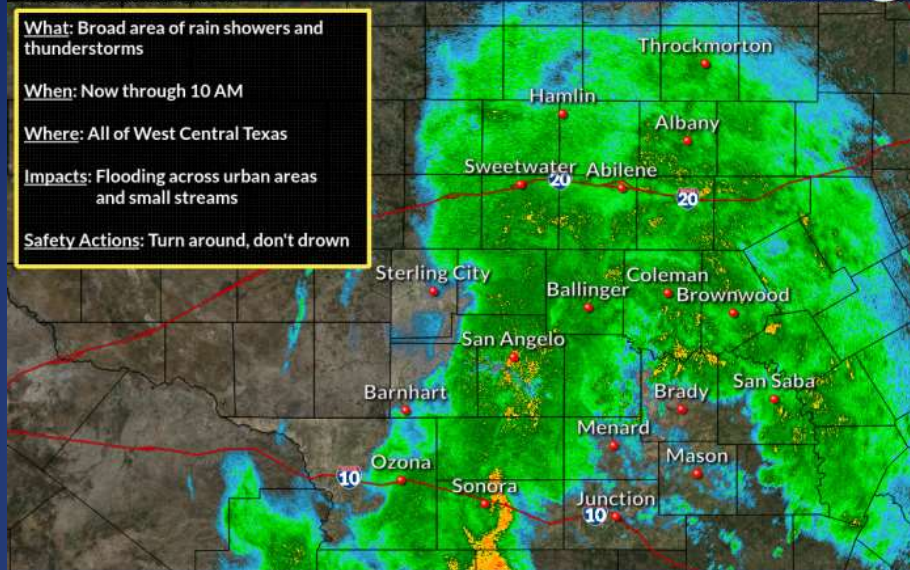 What: Broad area of rain showers and
thunderstorms
When: Now through 10 AM
Where: All of West Central Texas
Impacts: Flooding across urban areas
and small streams
Safety Actions: Turn around, don't drown
Throckmorton
Hamlin
Albany
Sweetwater
20
Abilene
20
Sterling City
Coleman
Ballinger
Brownwood
San Angelo
Barnhart
Brady
San Saba
Menard
Mason
Ozona
10
Sonora
Junction
10